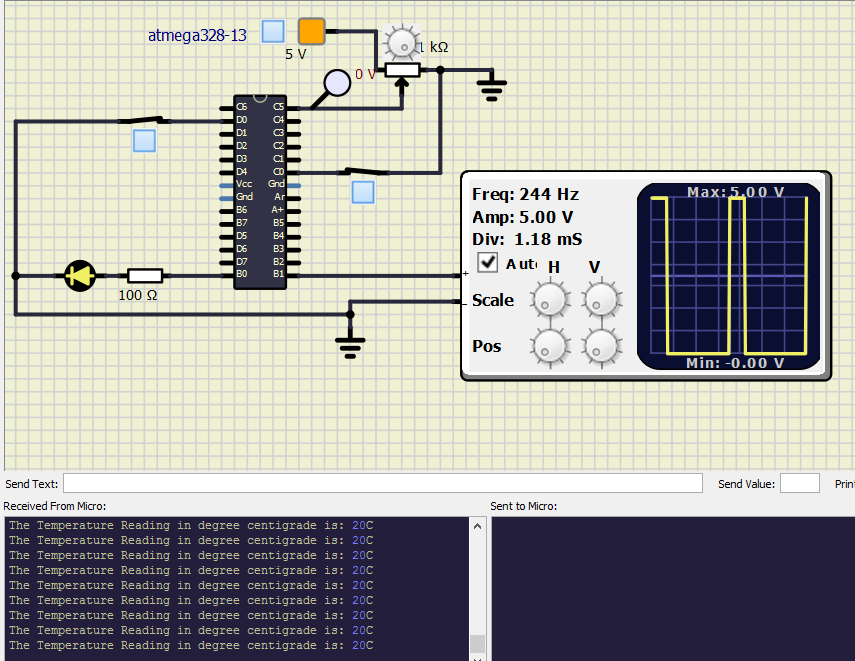 atmega328-13
5 V
1 kΩ
0 V
C6 C5
D0 C4
D1 C3
D2 C2
D3 C1
D4 C0
Vcc Gnd
Gnd Ar
B6 A+
B7 B5
D5 B4
D6 B3
D7 B2
B0 B1
100 Ω
Freq: 244 Hz
Amp: 5.00 V
Div: 1.18 mS
Auto H V
+
-
Scale
Pos
Max: 5.00 V
Min: -0.00 V
Send Text:
Send Value:
Print
Received From Micro:
Sent to Micro:
The Temperature Reading in degree centigrade is: 20C
The Temperature Reading in degree centigrade is: 20C
The Temperature Reading in degree centigrade is: 20C
The Temperature Reading in degree centigrade is: 20C
The Temperature Reading in degree centigrade is: 20C
The Temperature Reading in degree centigrade is: 20C
The Temperature Reading in degree centigrade is: 20C
The Temperature Reading in degree centigrade is: 20C
The Temperature Reading in degree centigrade is: 20C